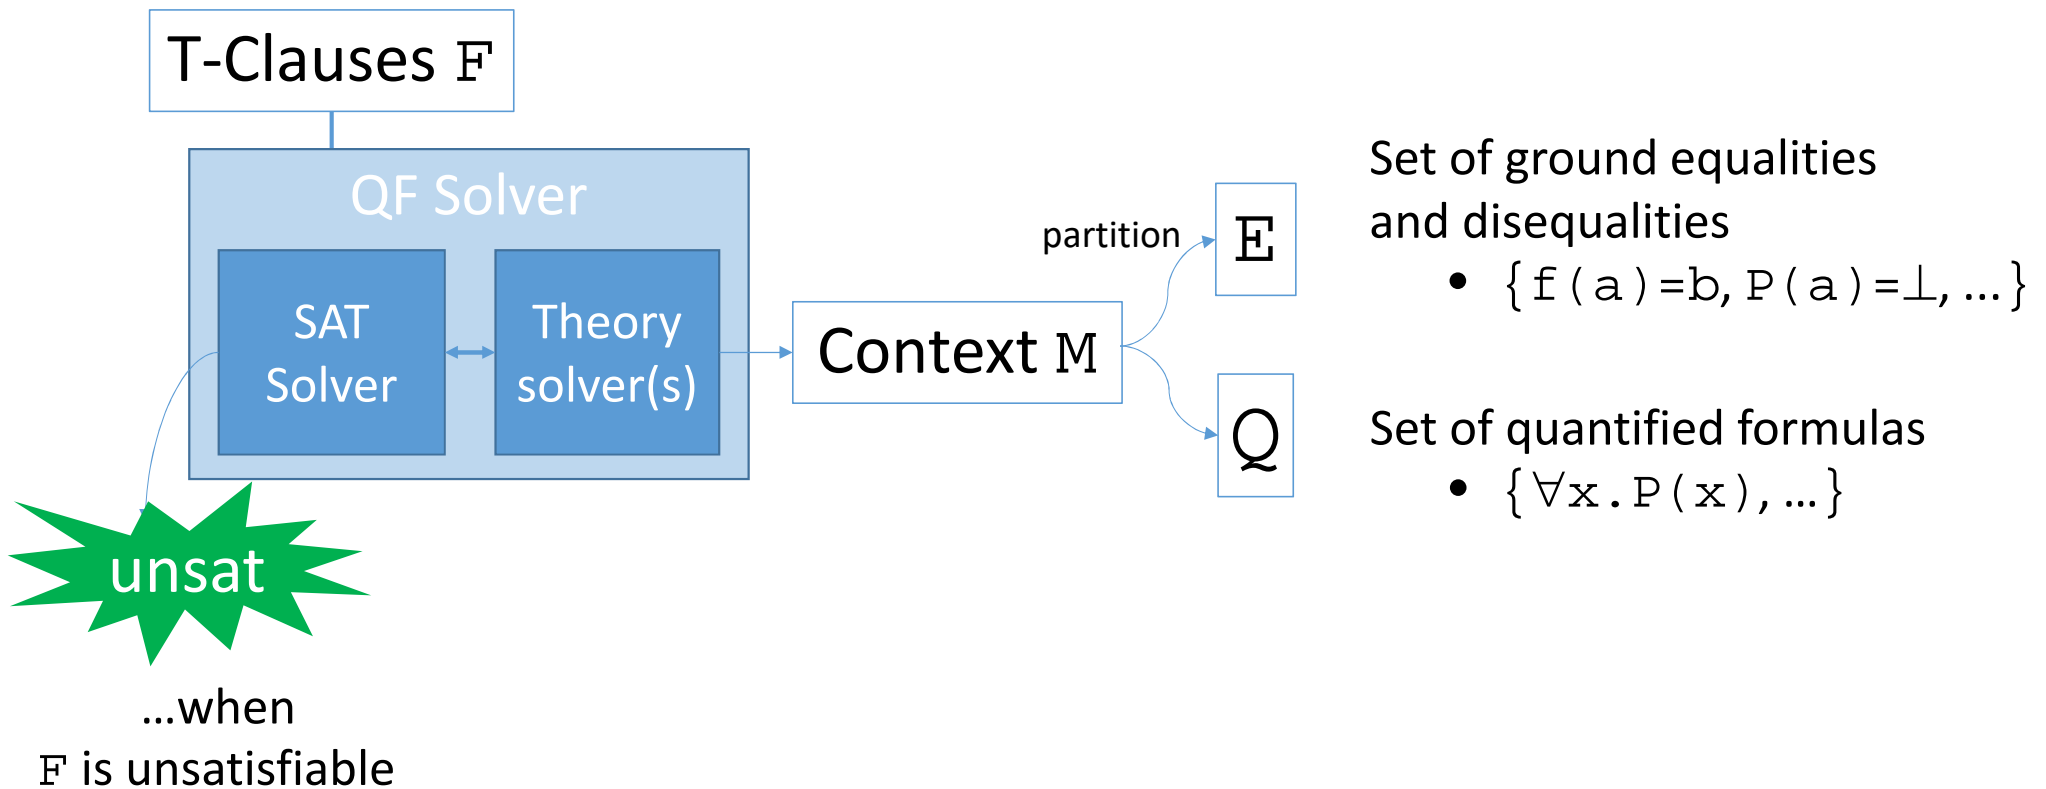 T-Clauses F
QF Solver
SAT
Solver
Theory
solver(s)
unsat
…when
F is unsatisfiable
Context M
partition
E
Q
Set of ground equalities
and disequalities
• {f(a)=b, P(a)=⊥, …}
Set of quantified formulas
• {∀x.P(x), …}